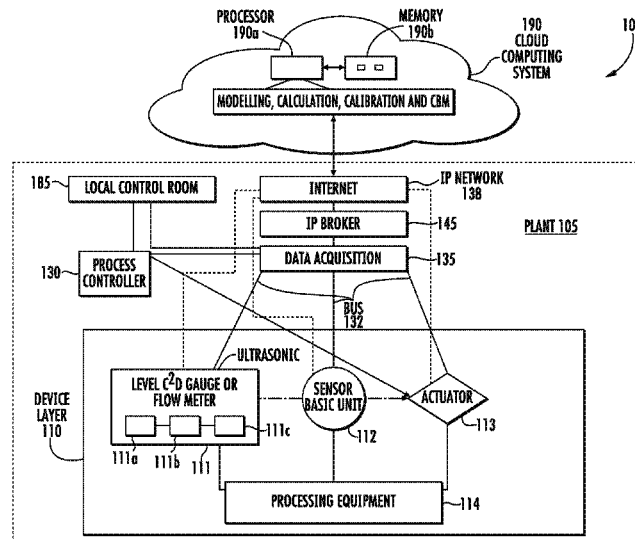 PROCESSOR
190a
MEMORY
190b
190
CLOUD
COMPUTING
SYSTEM
10
MODELLING, CALCULATION, CALIBRATION AND CBM
185
LOCAL CONTROL ROOM
INTERNET
IP NETWORK
138
IP BROKER
145
PLANT 105
130
PROCESS
CONTROLLER
DATA ACQUISITION
135
BUS
132
ULTRASONIC
DEVICE
LAYER
110
LEVEL C²D GAUGE OR
FLOW METER
111a
111b
111
111c
SENSOR
BASIC UNIT
112
ACTUATOR
113
PROCESSING EQUIPMENT
114